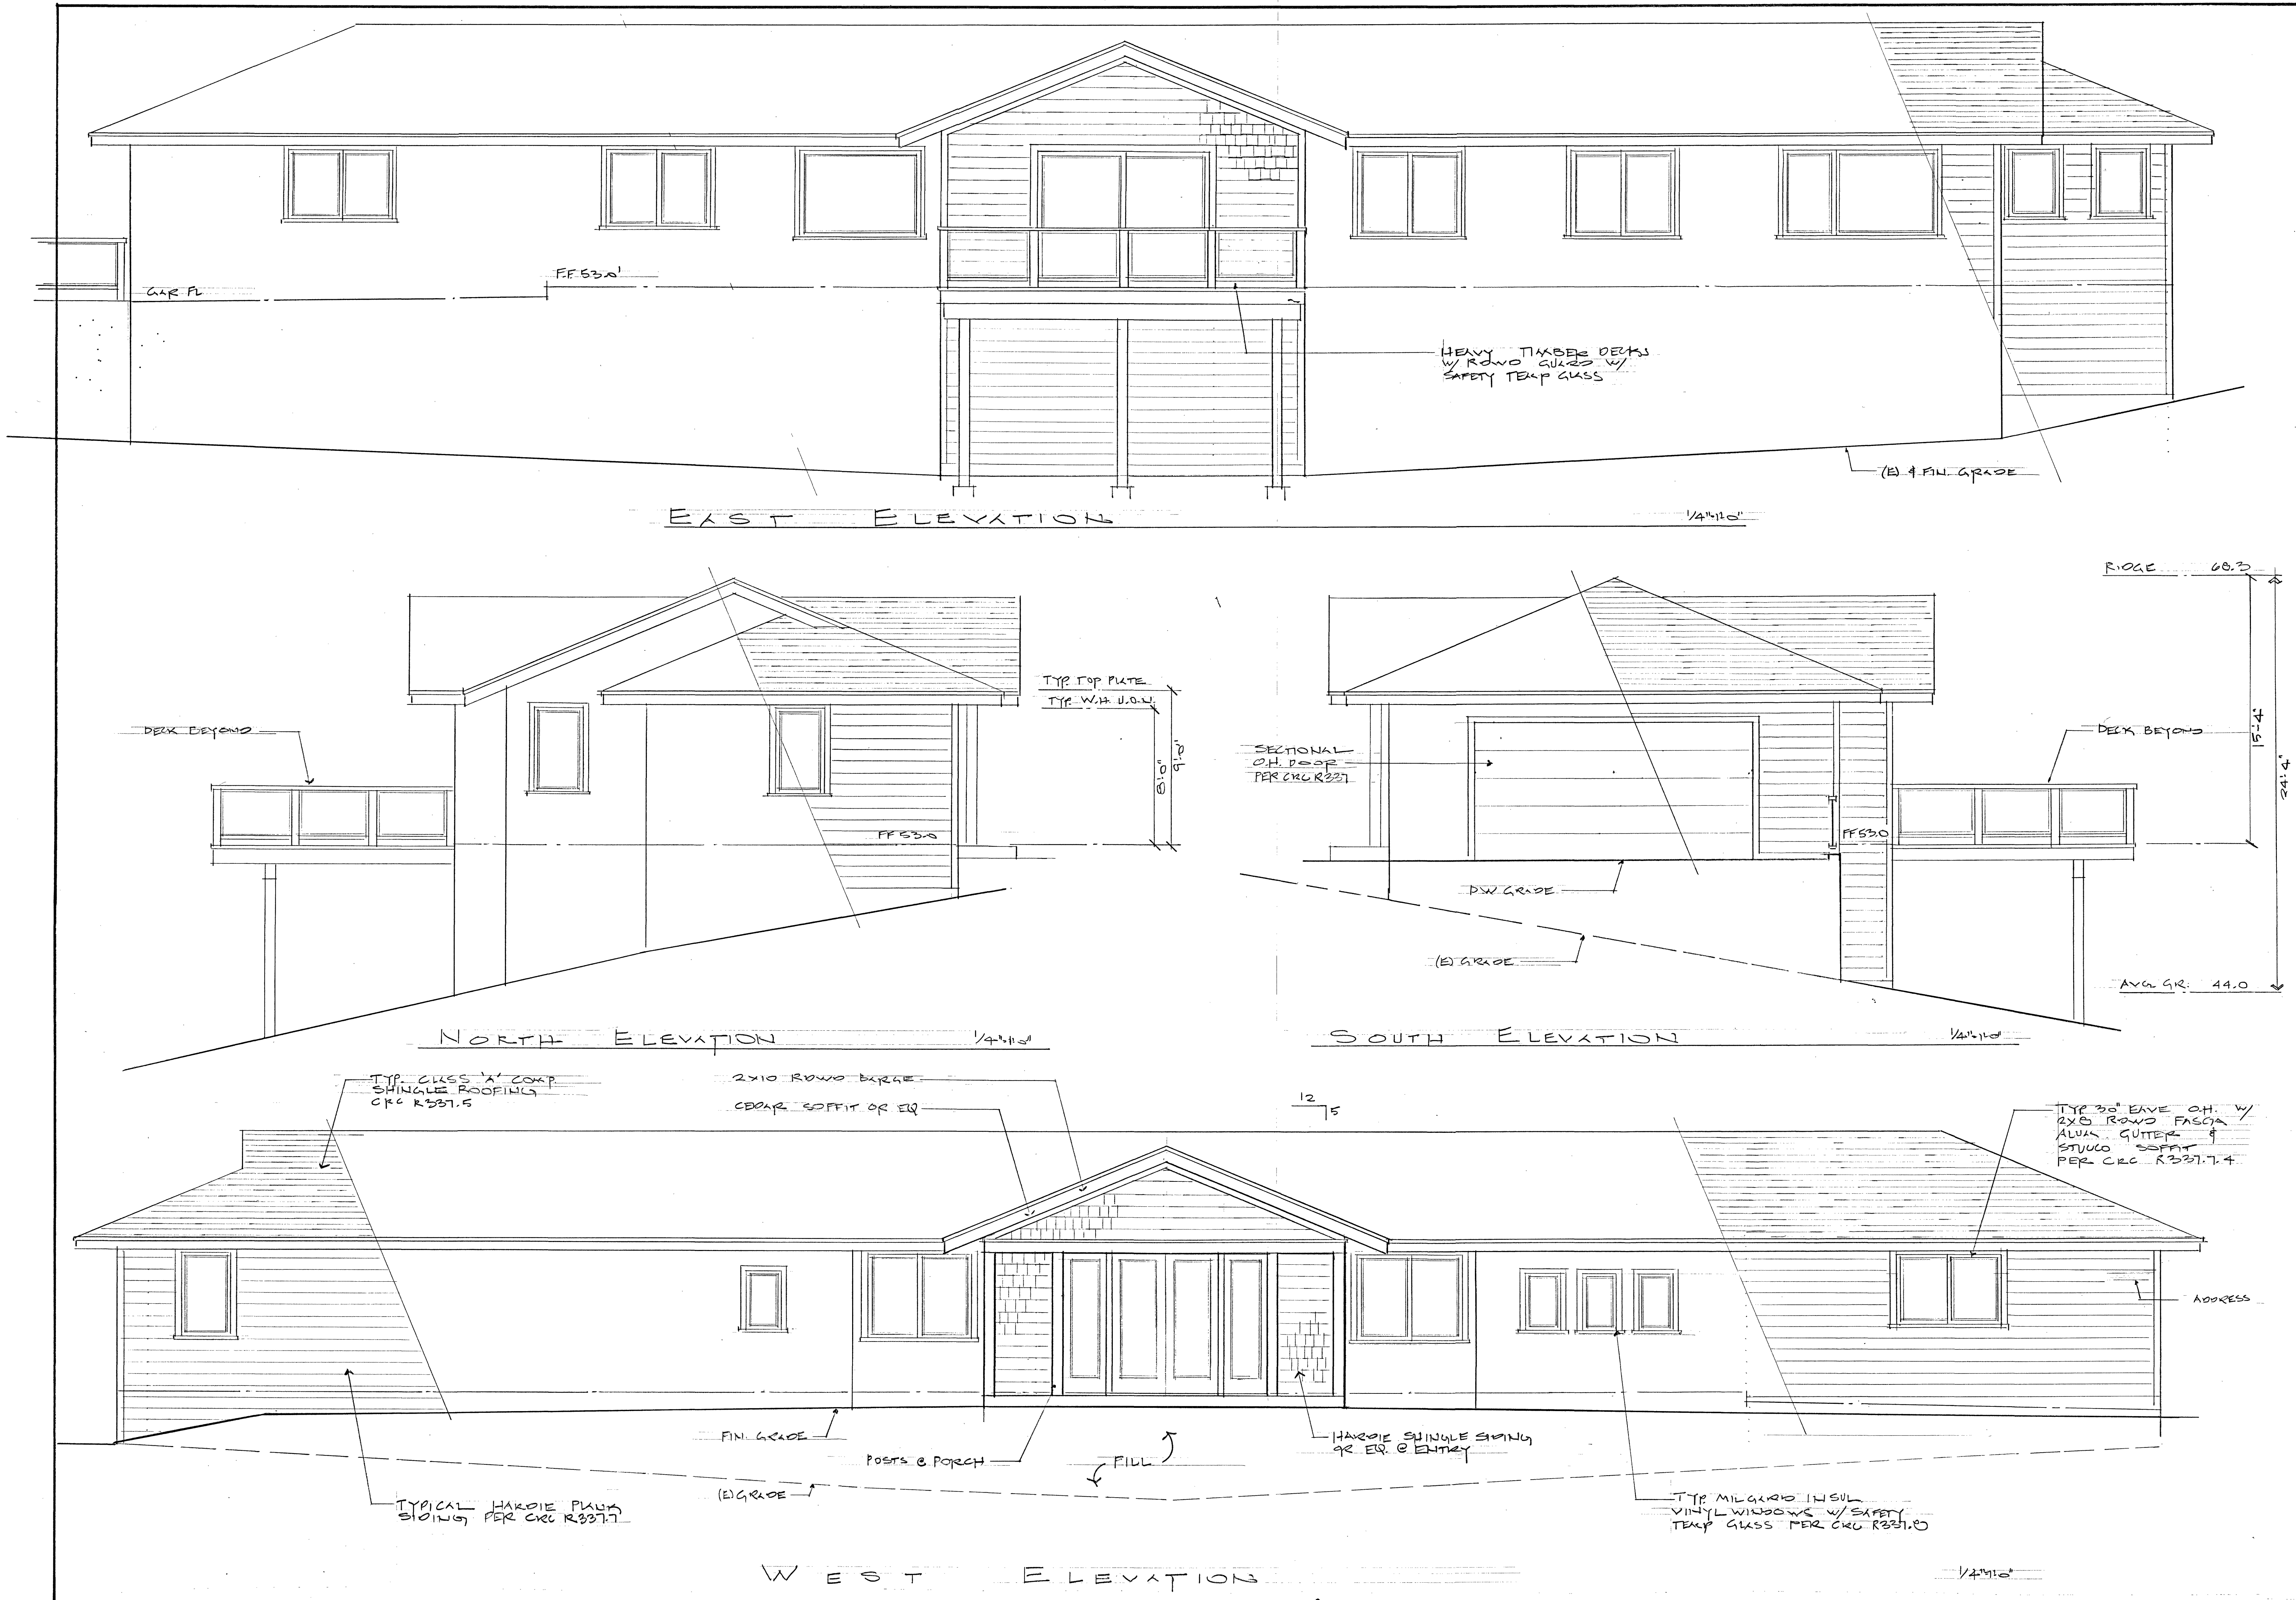 GAR FL
F.F. 53.0'
HEAVY TIMBER DECKS
W/ RDWD GUARD W/
SAFETY TEMP GLASS
(E) & FIN. GRADE
EAST ELEVATION
1/4"=1'-0"
RIDGE 68.3
TYP. TOP PLATE
TYP. W.H. U.O.N.
DECK BEYOND
8'-0"
9'-0"
FF 53.0
SECTIONAL
O.H. DOOR
PER CRC R337
DECK BEYOND
15'-4"
24'-4"
FF 53.0
DW GRADE
(E) GRADE
AVG. GR. 44.0
NORTH ELEVATION
1/4"=1'-0"
SOUTH ELEVATION
1/4"=1'-0"
TYP. CLASS 'A' COMP.
SHINGLE ROOFING
CRC R337.5
2x10 RDWD BARGE
CEDAR SOFFIT OR EQ
12
5
TYP 30" EAVE O.H. W/
2x8 RDWD FASCIA
ALUM. GUTTER &
STUCCO SOFFIT
PER CRC R337.7.4
ADDRESS
FIN. GRADE
POSTS @ PORCH
FILL
HARDIE SHINGLE SIDING
OR EQ. @ ENTRY
(E) GRADE
TYPICAL HARDIE PLANK
SIDING PER CRC R337.7
TYP. MILGARD INSUL
VINYL WINDOWS W/ SAFETY
TEMP GLASS PER CRC R337.8
WEST ELEVATION
1/4"=1'-0"